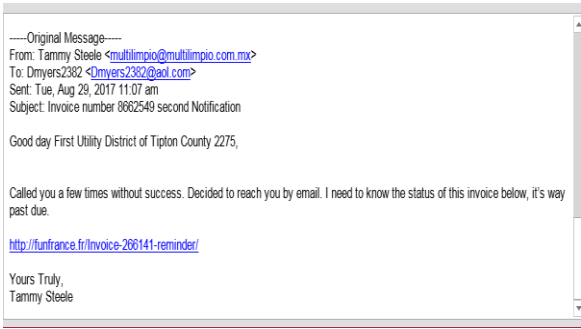 -----Original Message-----
From: Tammy Steele <multilimpio@multilimpio.com.mx>
To: Dmyers2382 <Dmyers2382@aol.com>
Sent: Tue, Aug 29, 2017 11:07 am
Subject: Invoice number 8662549 second Notification
Good day First Utility District of Tipton County 2275,
Called you a few times without success. Decided to reach you by email. I need to know the status of this invoice below, it's way
past due.
http://funfrance.fr/Invoice-266141-reminder/
Yours Truly,
Tammy Steele